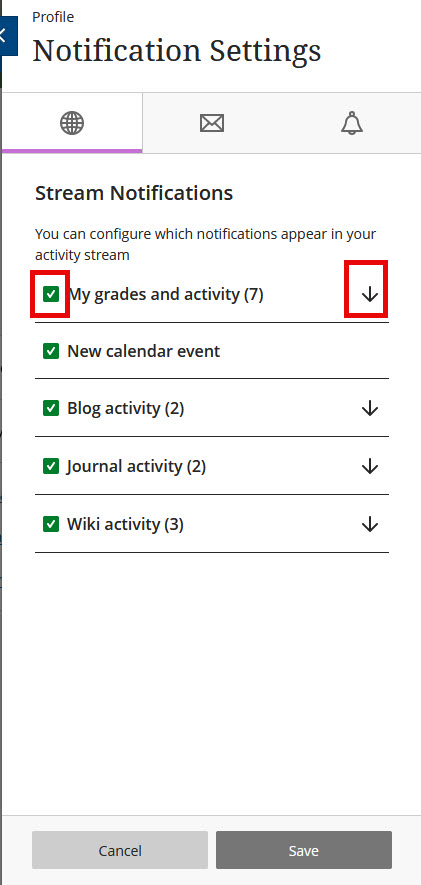 Profile
Notification Settings
Stream Notifications
You can configure which notifications appear in your
activity stream
My grades and activity (7)
New calendar event
Blog activity (2)
Journal activity (2)
Wiki activity (3)
Cancel
Save